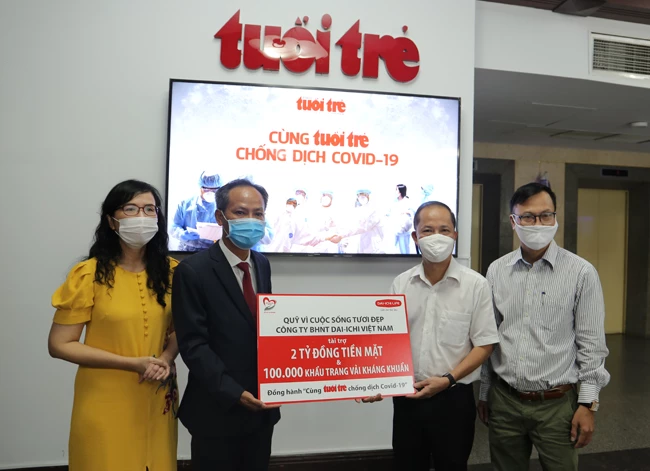 tuổi trẻ
tuổi trẻ
CÙNG tuổi trẻ
CHỐNG DỊCH COVID-19
DAI-ICHI LIFE
QUỸ VÌ CUỘC SỐNG TƯƠI ĐẸP
CÔNG TY BHNT DAI-ICHI VIỆT NAM
tài trợ
2 TỶ ĐỒNG TIỀN MẶT
&
100.000 KHẨU TRANG VẢI KHÁNG KHUẨN
Đồng hành "Cùng tuổi trẻ chống dịch Covid-19"